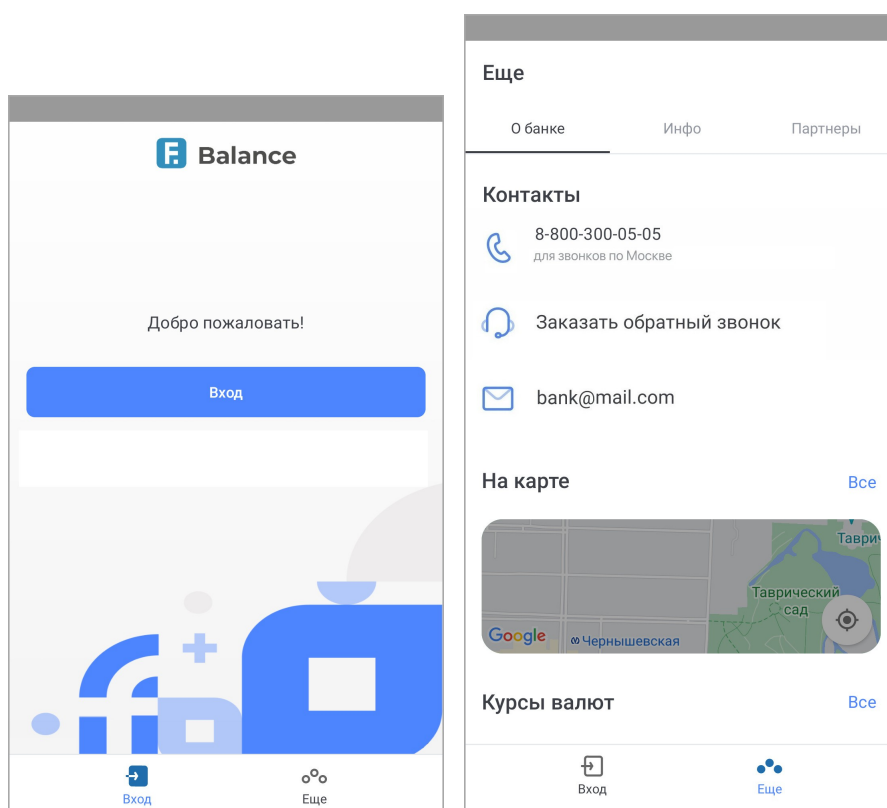 F. Balance
Добро пожаловать!
Вход
Вход
Еще
Еще
О банке
Инфо
Партнеры
Контакты
8-800-300-05-05
для звонков по Москве
Заказать обратный звонок
bank@mail.com
На карте
Все
Таврич
Таврический
сад
Google
Чернышевская
Курсы валют
Все
Вход
Еще